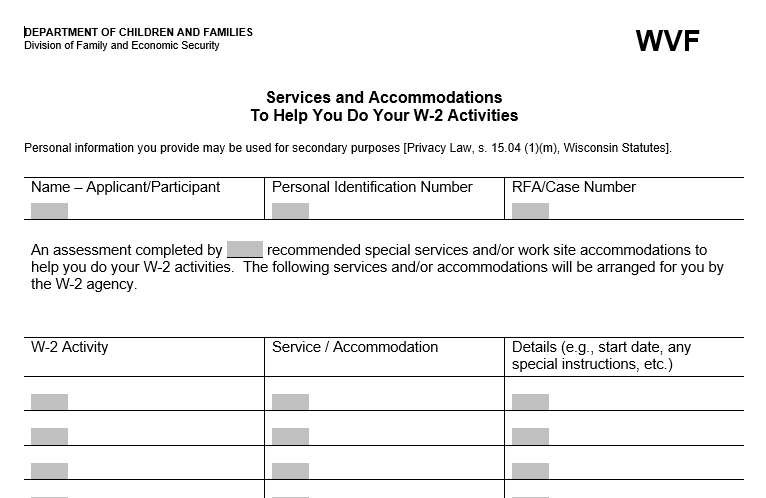 DEPARTMENT OF CHILDREN AND FAMILIES
Division of Family and Economic Security
WVF
Services and Accommodations
To Help You Do Your W-2 Activities
Personal information you provide may be used for secondary purposes [Privacy Law, s. 15.04 (1)(m), Wisconsin Statutes].
Name – Applicant/Participant
Personal Identification Number
RFA/Case Number
An assessment completed by recommended special services and/or work site accommodations to
help you do your W-2 activities.  The following services and/or accommodations will be arranged for you by
the W-2 agency.
W-2 Activity
Service / Accommodation
Details (e.g., start date, any
special instructions, etc.)